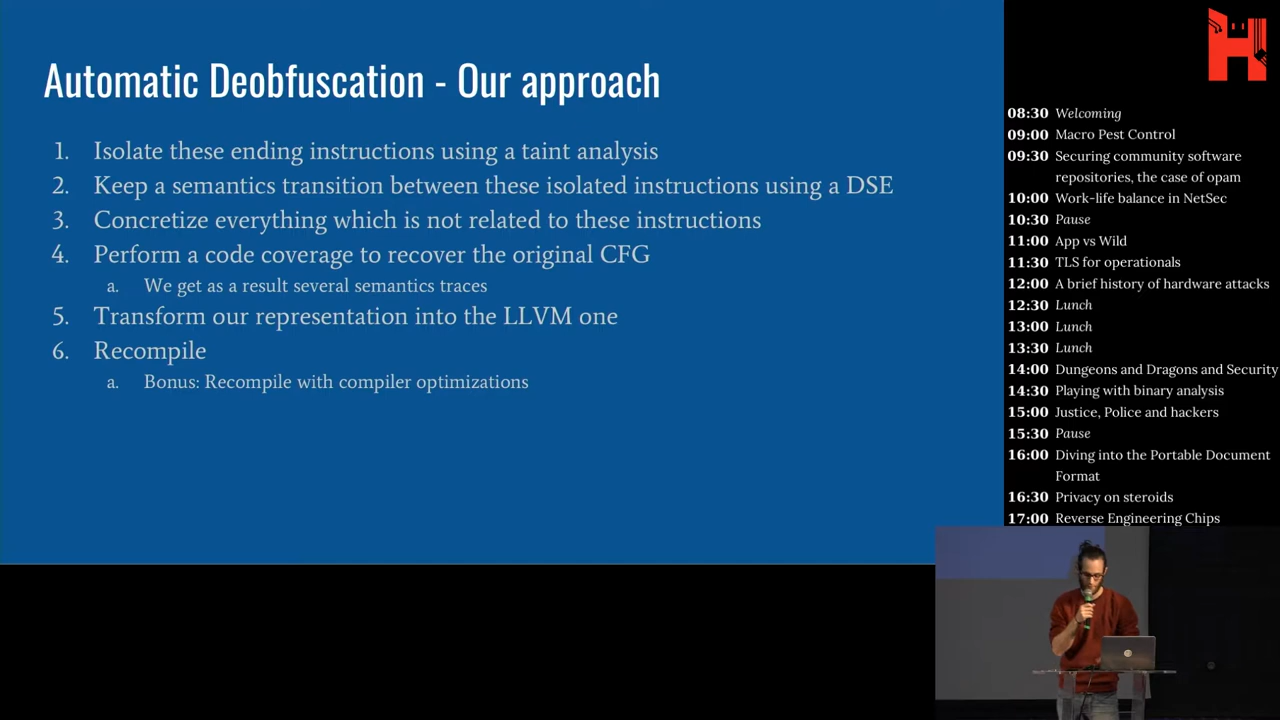 Automatic Deobfuscation - Our approach
1. Isolate these ending instructions using a taint analysis
2. Keep a semantics transition between these isolated instructions using a DSE
3. Concretize everything which is not related to these instructions
4. Perform a code coverage to recover the original CFG
a. We get as a result several semantics traces
5. Transform our representation into the LLVM one
6. Recompile
a. Bonus: Recompile with compiler optimizations
H
08:30 Welcoming
09:00 Macro Pest Control
09:30 Securing community software
repositories, the case of opam
10:00 Work-life balance in NetSec
10:30 Pause
11:00 App vs Wild
11:30 TLS for operationals
12:00 A brief history of hardware attacks
12:30 Lunch
13:00 Lunch
13:30 Lunch
14:00 Dungeons and Dragons and Security
14:30 Playing with binary analysis
15:00 Justice, Police and hackers
15:30 Pause
16:00 Diving into the Portable Document
Format
16:30 Privacy on steroids
17:00 Reverse Engineering Chips